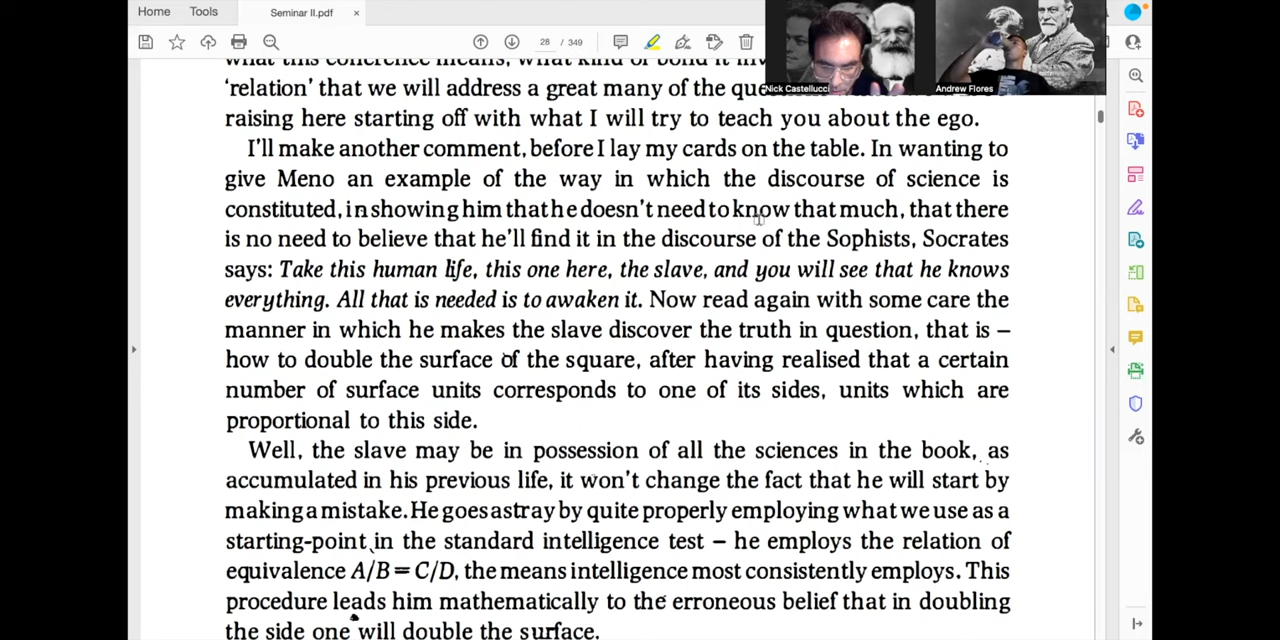 Home Tools Seminar II.pdf ×
28 / 349
what this coherence means, what kind of bond it
'relation' that we will address a great many of the
raising here starting off with what I will try to teach you about the ego.
I'll make another comment, before I lay my cards on the table. In wanting to
give Meno an example of the way in which the discourse of science is
constituted, in showing him that he doesn't need to know that much, that there
is no need to believe that he'll find it in the discourse of the Sophists, Socrates
says: Take this human life, this one here, the slave, and you will see that he knows
everything. All that is needed is to awaken it. Now read again with some care the
manner in which he makes the slave discover the truth in question, that is –
how to double the surface of the square, after having realised that a certain
number of surface units corresponds to one of its sides, units which are
proportional to this side.
Well, the slave may be in possession of all the sciences in the book, as
accumulated in his previous life, it won't change the fact that he will start by
making a mistake. He goes astray by quite properly employing what we use as a
starting-point in the standard intelligence test – he employs the relation of
equivalence A/B = C/D, the means intelligence most consistently employs. This
procedure leads him mathematically to the erroneous belief that in doubling
the side one will double the surface.
Nick Castellucci
Andrew Flores